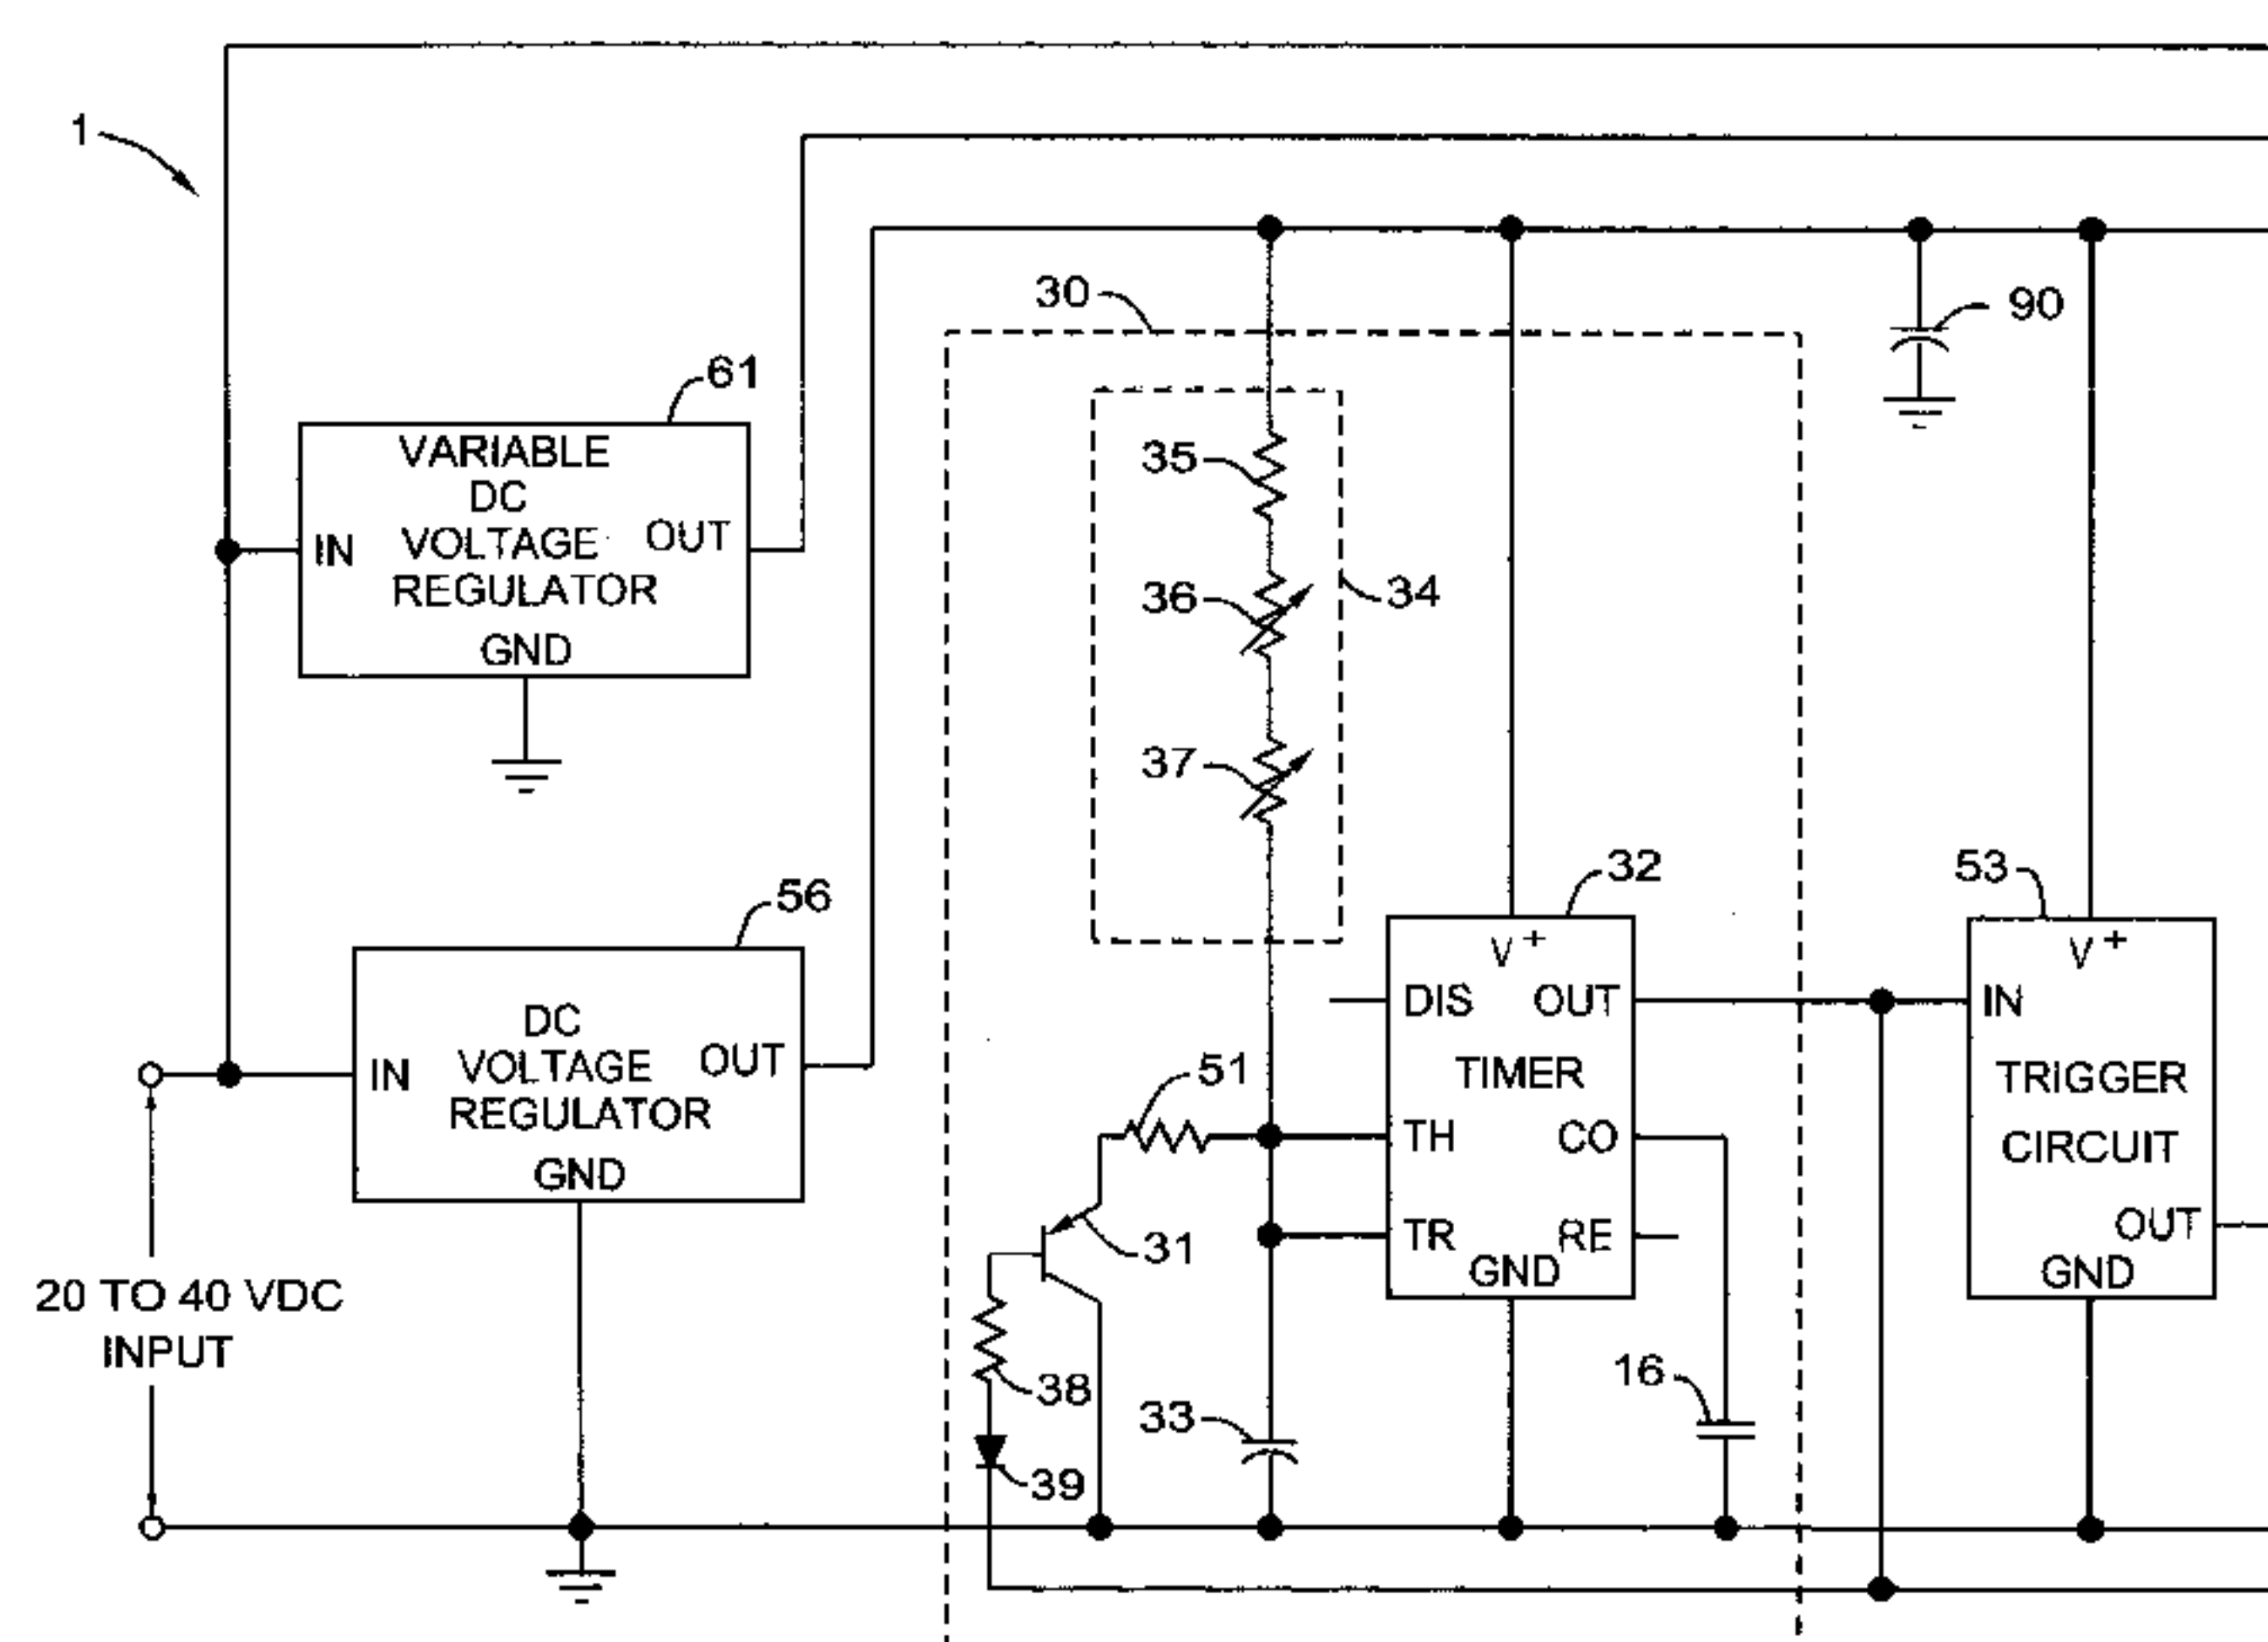 1
30
90
61
VARIABLE
DC
VOLTAGE
REGULATOR
IN
OUT
GND
35
36
34
37
56
DC
VOLTAGE
REGULATOR
IN
OUT
GND
32
V+
DIS
OUT
TIMER
TH
CO
TR
RE
GND
53
V+
IN
TRIGGER
CIRCUIT
OUT
GND
51
31
20 TO 40 VDC
INPUT
38
33
16
39